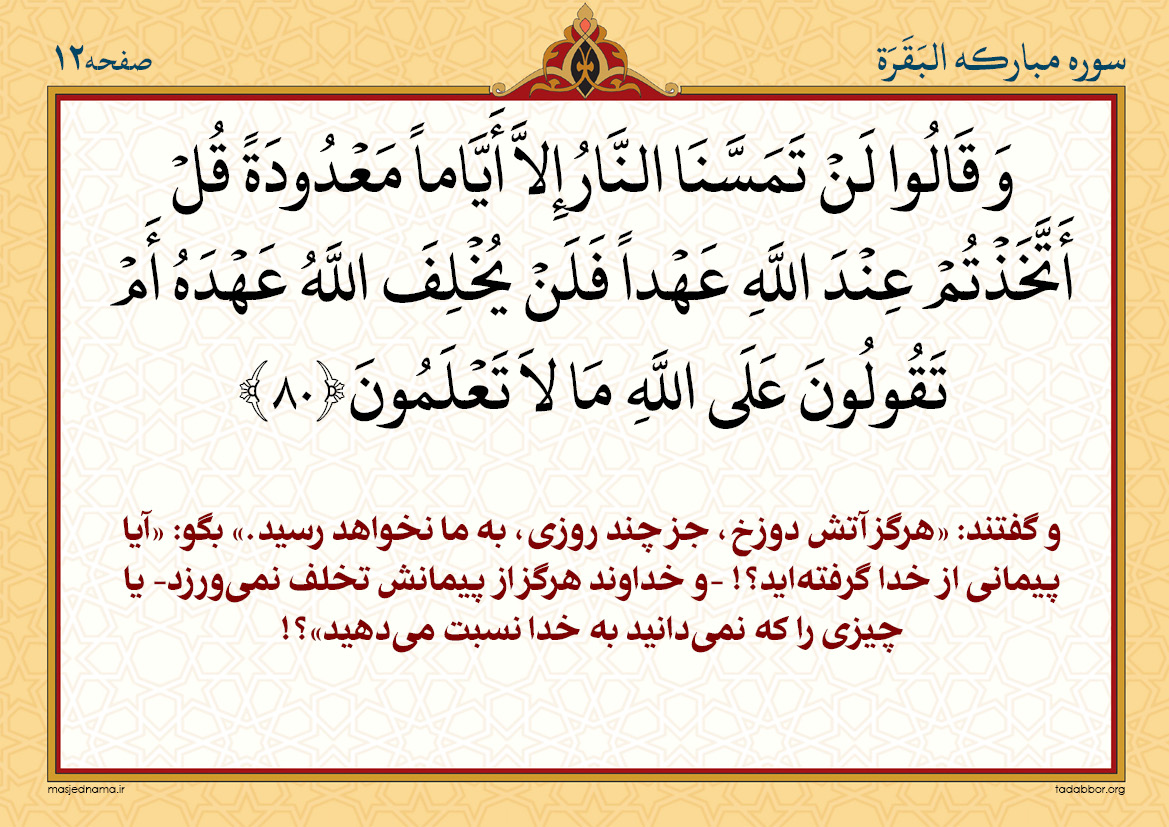 سوره مبارکه البَقَرَة
صفحه۱۲
وَ قَالُوا لَنْ تَمَسَّنَا النَّارُ إِلاَّ أَيَّاماً مَعْدُودَةً قُلْ
أَتَّخَذْتُمْ عِنْدَ اللَّهِ عَهْداً فَلَنْ يُخْلِفَ اللَّهُ عَهْدَهُ أَمْ
تَقُولُونَ عَلَى اللَّهِ مَا لاَ تَعْلَمُونَ ﴿۸۰﴾
و گفتند: «هرگز آتش دوزخ، جز چند روزی، به ما نخواهد رسید.» بگو: «آیا
پیمانی از خدا گرفته‌اید؟! -و خداوند هرگز از پیمانش تخلف نمی‌ورزد- یا
چیزی را که نمی‌دانید به خدا نسبت می‌دهید»؟!
masjednama.ir
tadabbor.org